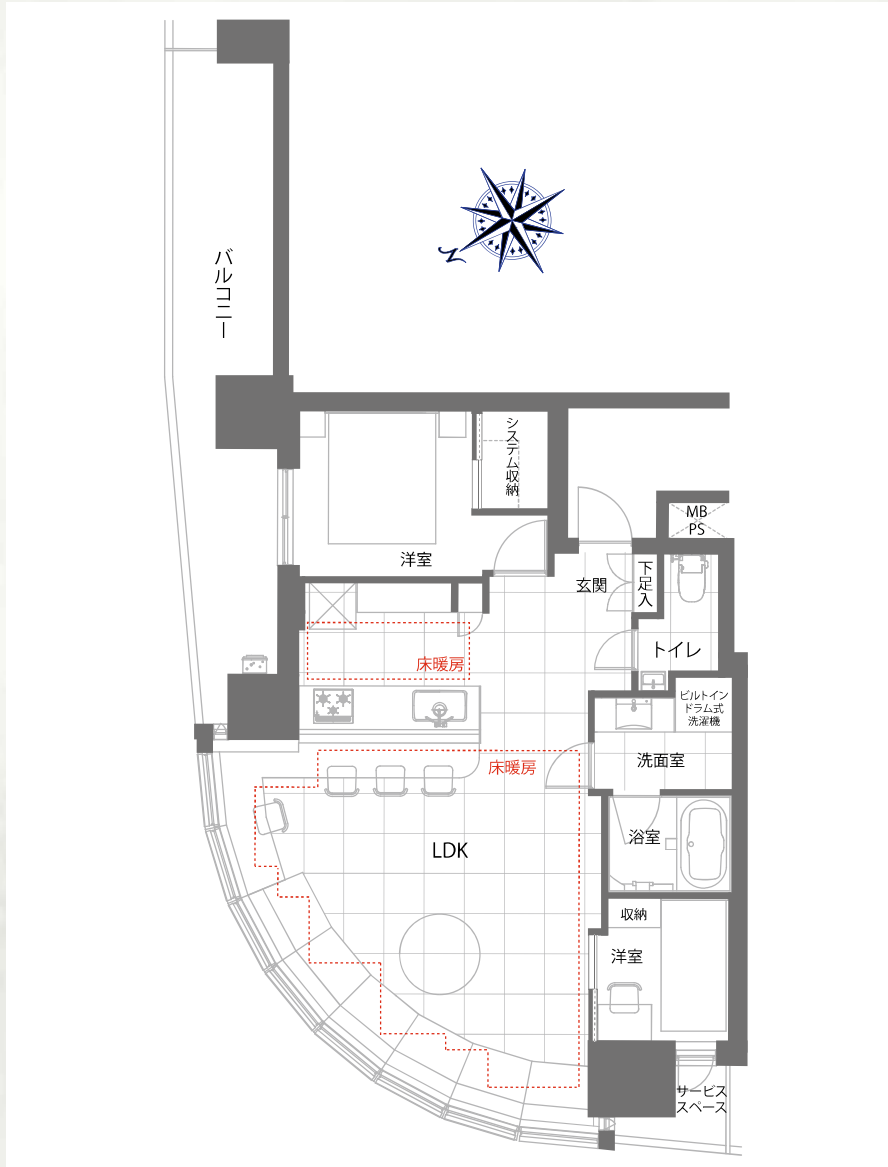 N
バルコニー
システム収納
MB
PS
洋室
玄関
下足入
トイレ
床暖房
ビルトイン
ドラム式
洗濯機
洗面室
床暖房
浴室
LDK
収納
洋室
サービス
スペース